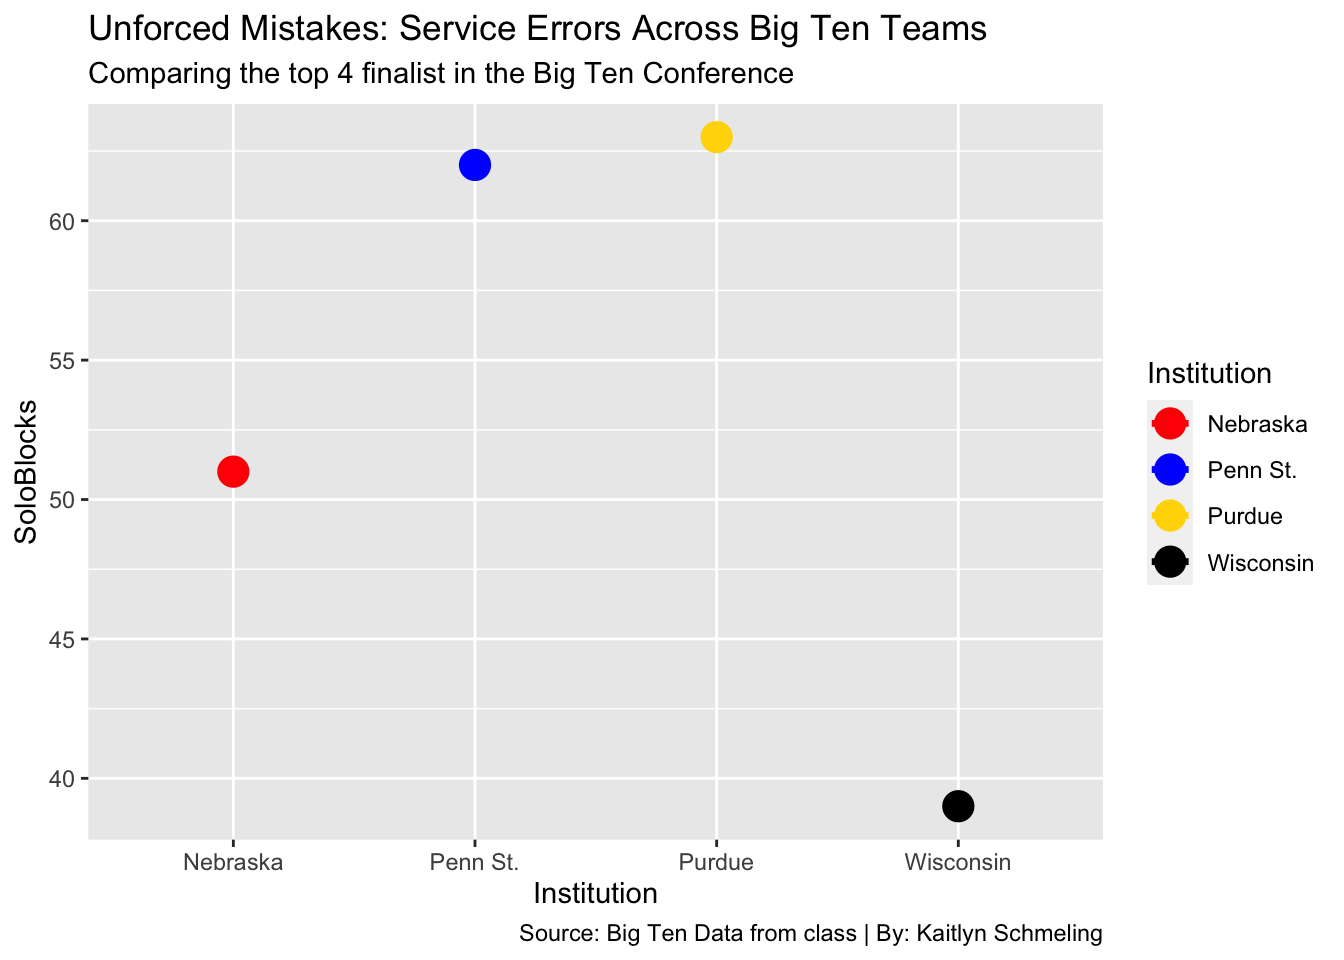 Unforced Mistakes: Service Errors Across Big Ten Teams
Comparing the top 4 finalist in the Big Ten Conference
60
55
50
45
40
SoloBlocks
Nebraska
Penn St.
Purdue
Wisconsin
Institution
Institution
Nebraska
Penn St.
Purdue
Wisconsin
Source: Big Ten Data from class | By: Kaitlyn Schmeling